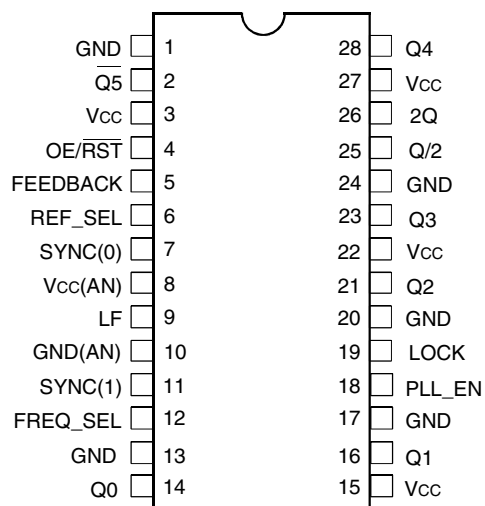 GND 1 28 Q4
Q5̅ 2 27 VCC
VCC 3 26 2Q
OE/R̅S̅T̅ 4 25 Q/2
FEEDBACK 5 24 GND
REF_SEL 6 23 Q3
SYNC(0) 7 22 VCC
VCC(AN) 8 21 Q2
LF 9 20 GND
GND(AN) 10 19 LOCK
SYNC(1) 11 18 PLL_EN
FREQ_SEL 12 17 GND
GND 13 16 Q1
Q0 14 15 VCC